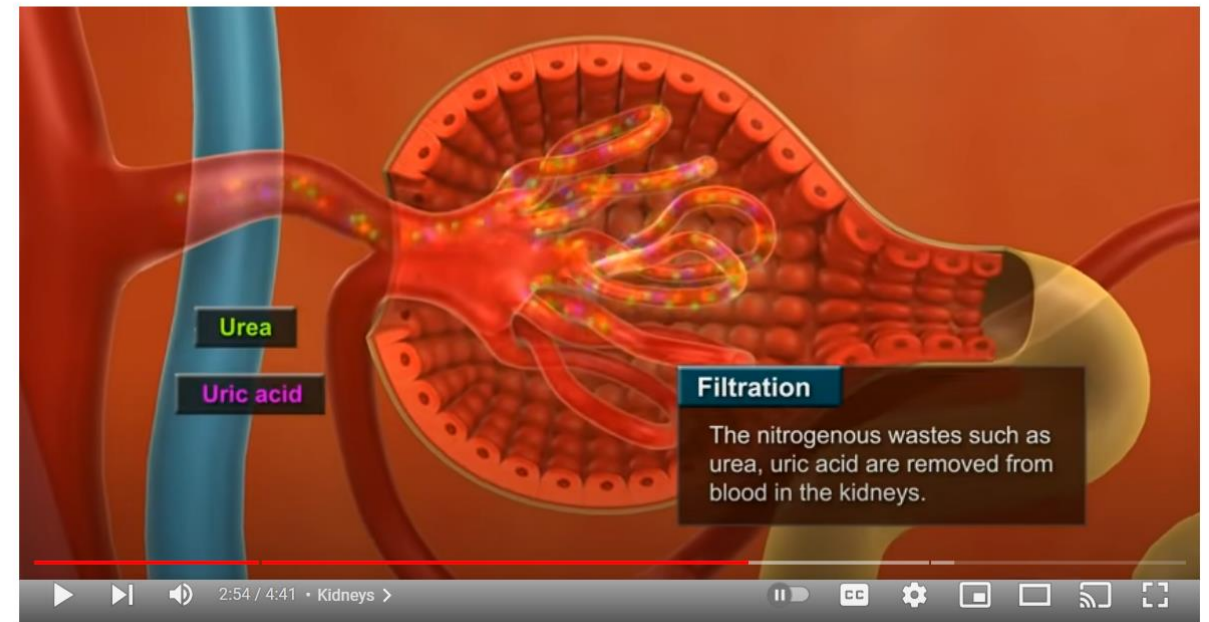 Urea
Uric acid
Filtration
The nitrogenous wastes such as
urea, uric acid are removed from
blood in the kidneys.
2:54 / 4:41 • Kidneys >
CC